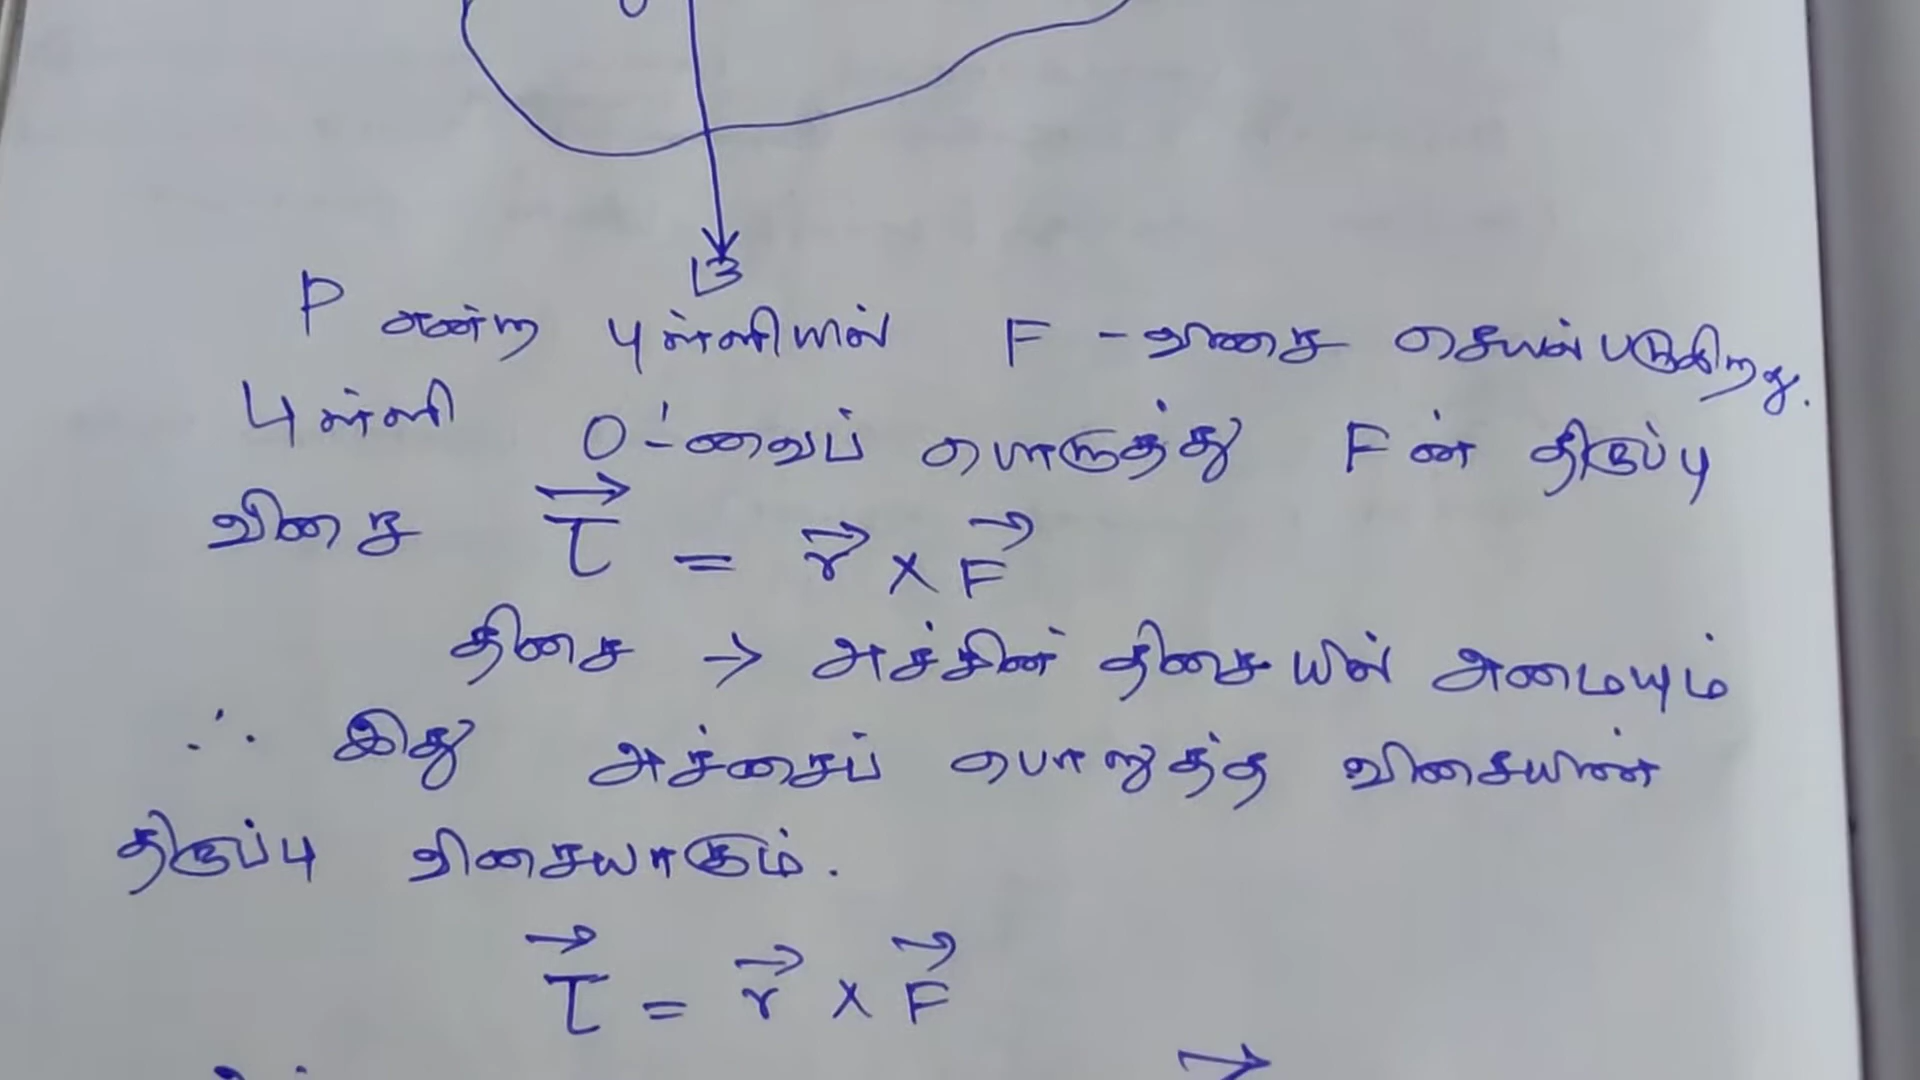 B
P என்ற புள்ளியில் F - விசை செயல்படுகிறது.
புள்ளி O'-வைப் பொருத்து F ன் திருப்பு
விசை τ⃗ = r⃗ × F⃗
திசை → அச்சின் திசையில் அமையும்
∴ இது அச்சைப் பொறுத்த விசையின்
திருப்பு விசையாகும்.
τ⃗ = r⃗ × F⃗